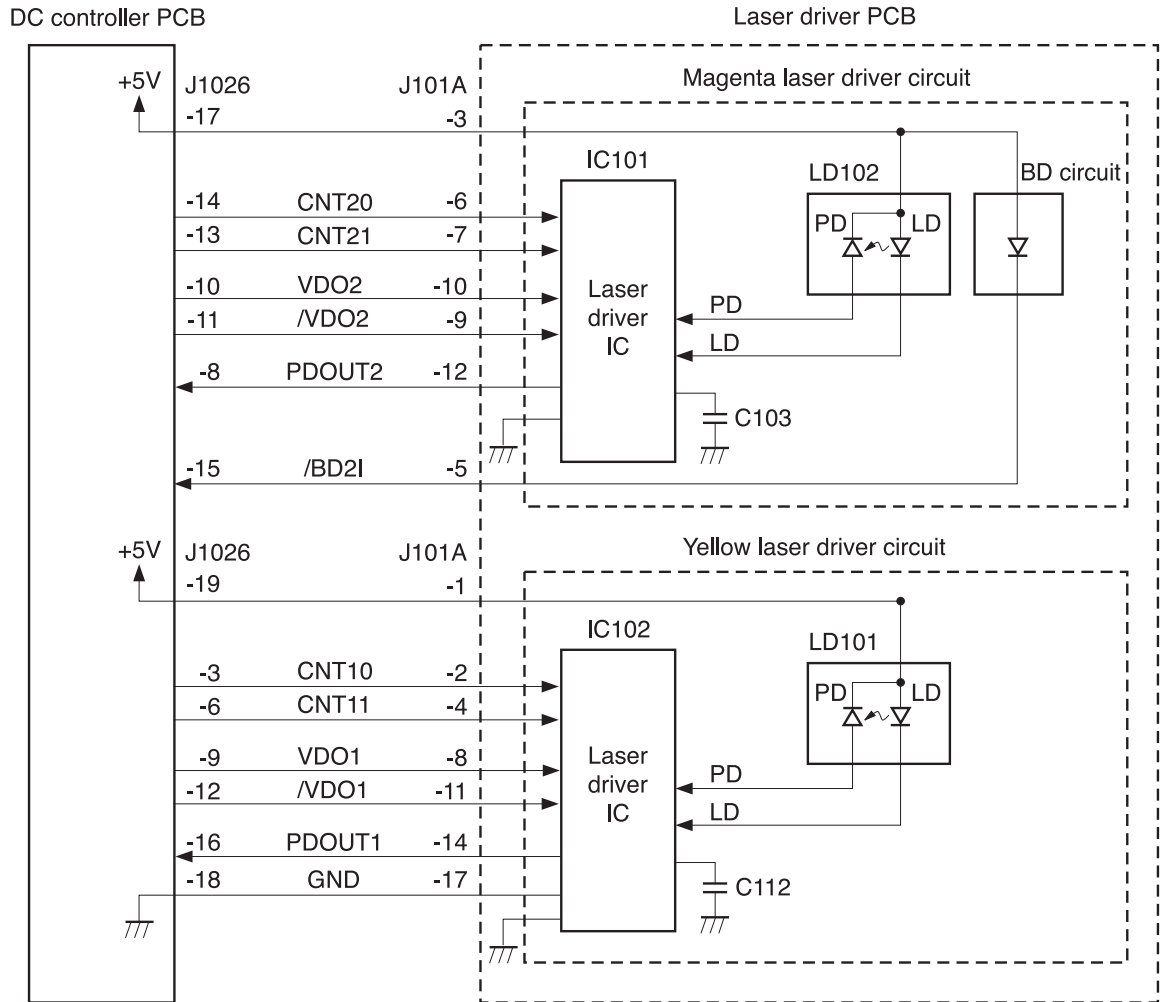 DC controller PCB
Laser driver PCB
+5V
J1026
J101A
Magenta laser driver circuit
-17
-3
IC101
LD102
BD circuit
-14 CNT20 -6
PD
LD
-13 CNT21 -7
-10 VDO2 -10
-11 /VDO2 -9
Laser
driver
IC
PD
LD
-8 PDOUT2 -12
C103
-15 /BD2I -5
+5V
J1026
J101A
Yellow laser driver circuit
-19
-1
IC102
LD101
-3 CNT10 -2
PD
LD
-6 CNT11 -4
-9 VDO1 -8
-12 /VDO1 -11
Laser
driver
IC
PD
LD
-16 PDOUT1 -14
-18 GND -17
C112